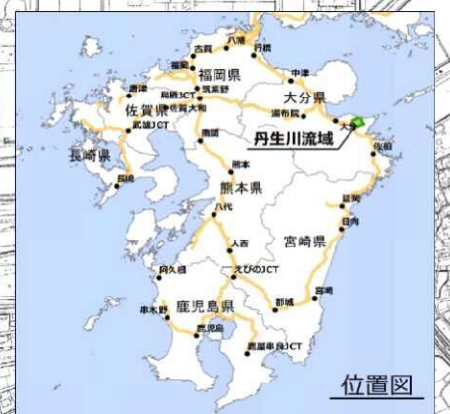 八幡
古賀
行橋
福岡
福岡県
中津
筑紫野
唐津
鳥栖JCT
大分県
湯布院
佐賀県
佐賀大和
大分
武雄JCT
丹生川流域
南関
佐伯
長崎県
熊本
長崎
熊本県
延岡
八代
日向
宮崎県
人吉
阿久根
えびのJCT
宮崎
鹿児島県
都城
串木野
鹿児島
鹿屋串良JCT
位置図